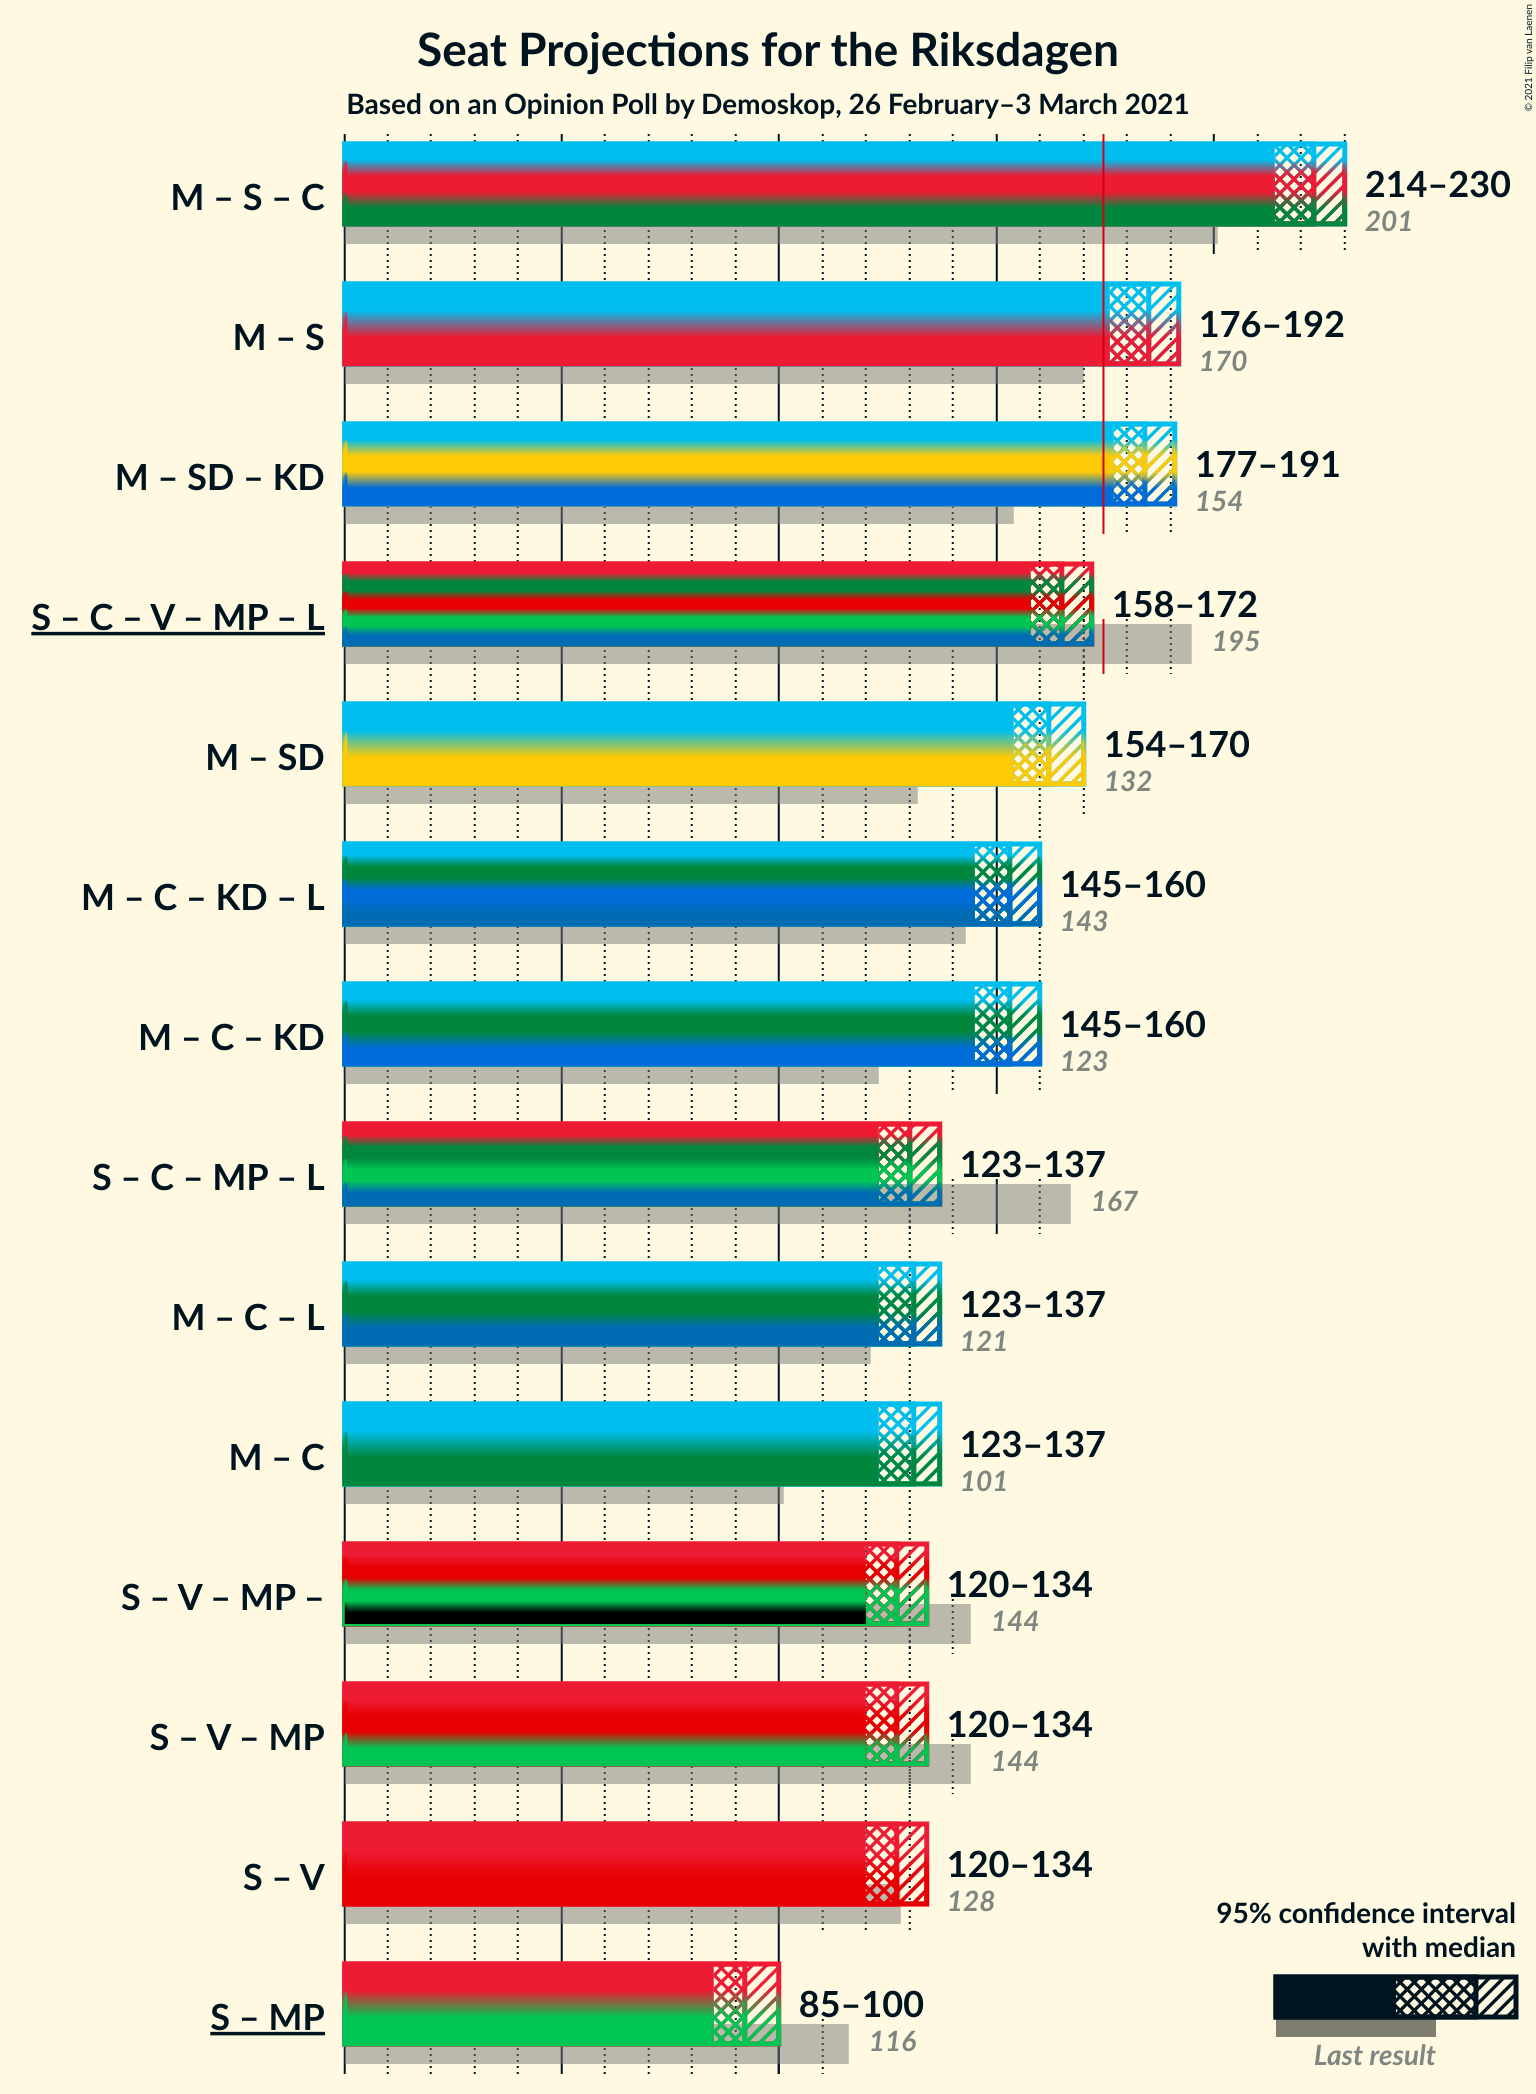 Seat Projections for the Riksdagen
Based on an Opinion Poll by Demoskop, 26 February–3 March 2021
© 2021 Filip van Laenen
M – S – C
214–230
201
M – S
176–192
170
M – SD – KD
177–191
154
S – C – V – MP – L
158–172
195
M – SD
154–170
132
M – C – KD – L
145–160
143
M – C – KD
145–160
123
S – C – MP – L
123–137
167
M – C – L
123–137
121
M – C
123–137
101
S – V – MP –
120–134
144
S – V – MP
120–134
144
S – V
120–134
128
S – MP
85–100
116
95% confidence interval
with median
Last result